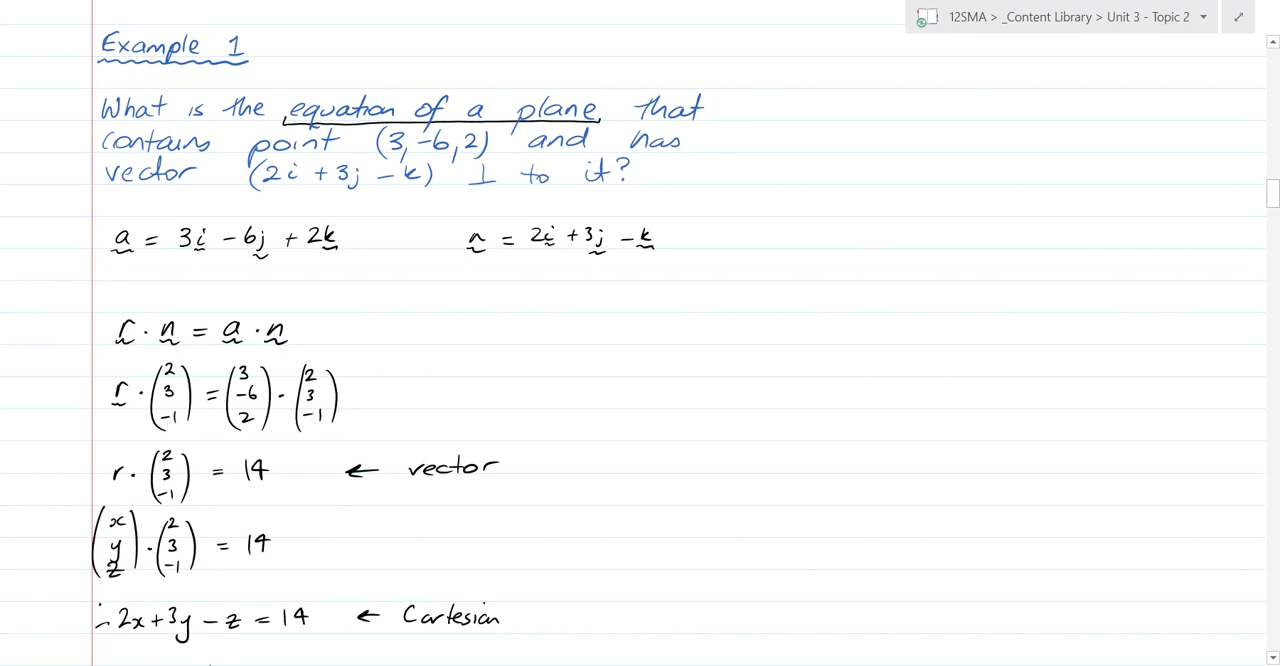 12SMA > _Content Library > Unit 3 - Topic 2
Example 1
What is the equation of a plane that
contains point (3, -6, 2) and has
vector (2i + 3j - k) ⊥ to it?
a = 3i - 6j + 2k n = 2i + 3j - k
r · n = a · n
r · (2 3 -1) = (3 -6 2) · (2 3 -1)
r · (2 3 -1) = 14 ← vector
(x y z) · (2 3 -1) = 14
∴ 2x + 3y - z = 14 ← Cartesian